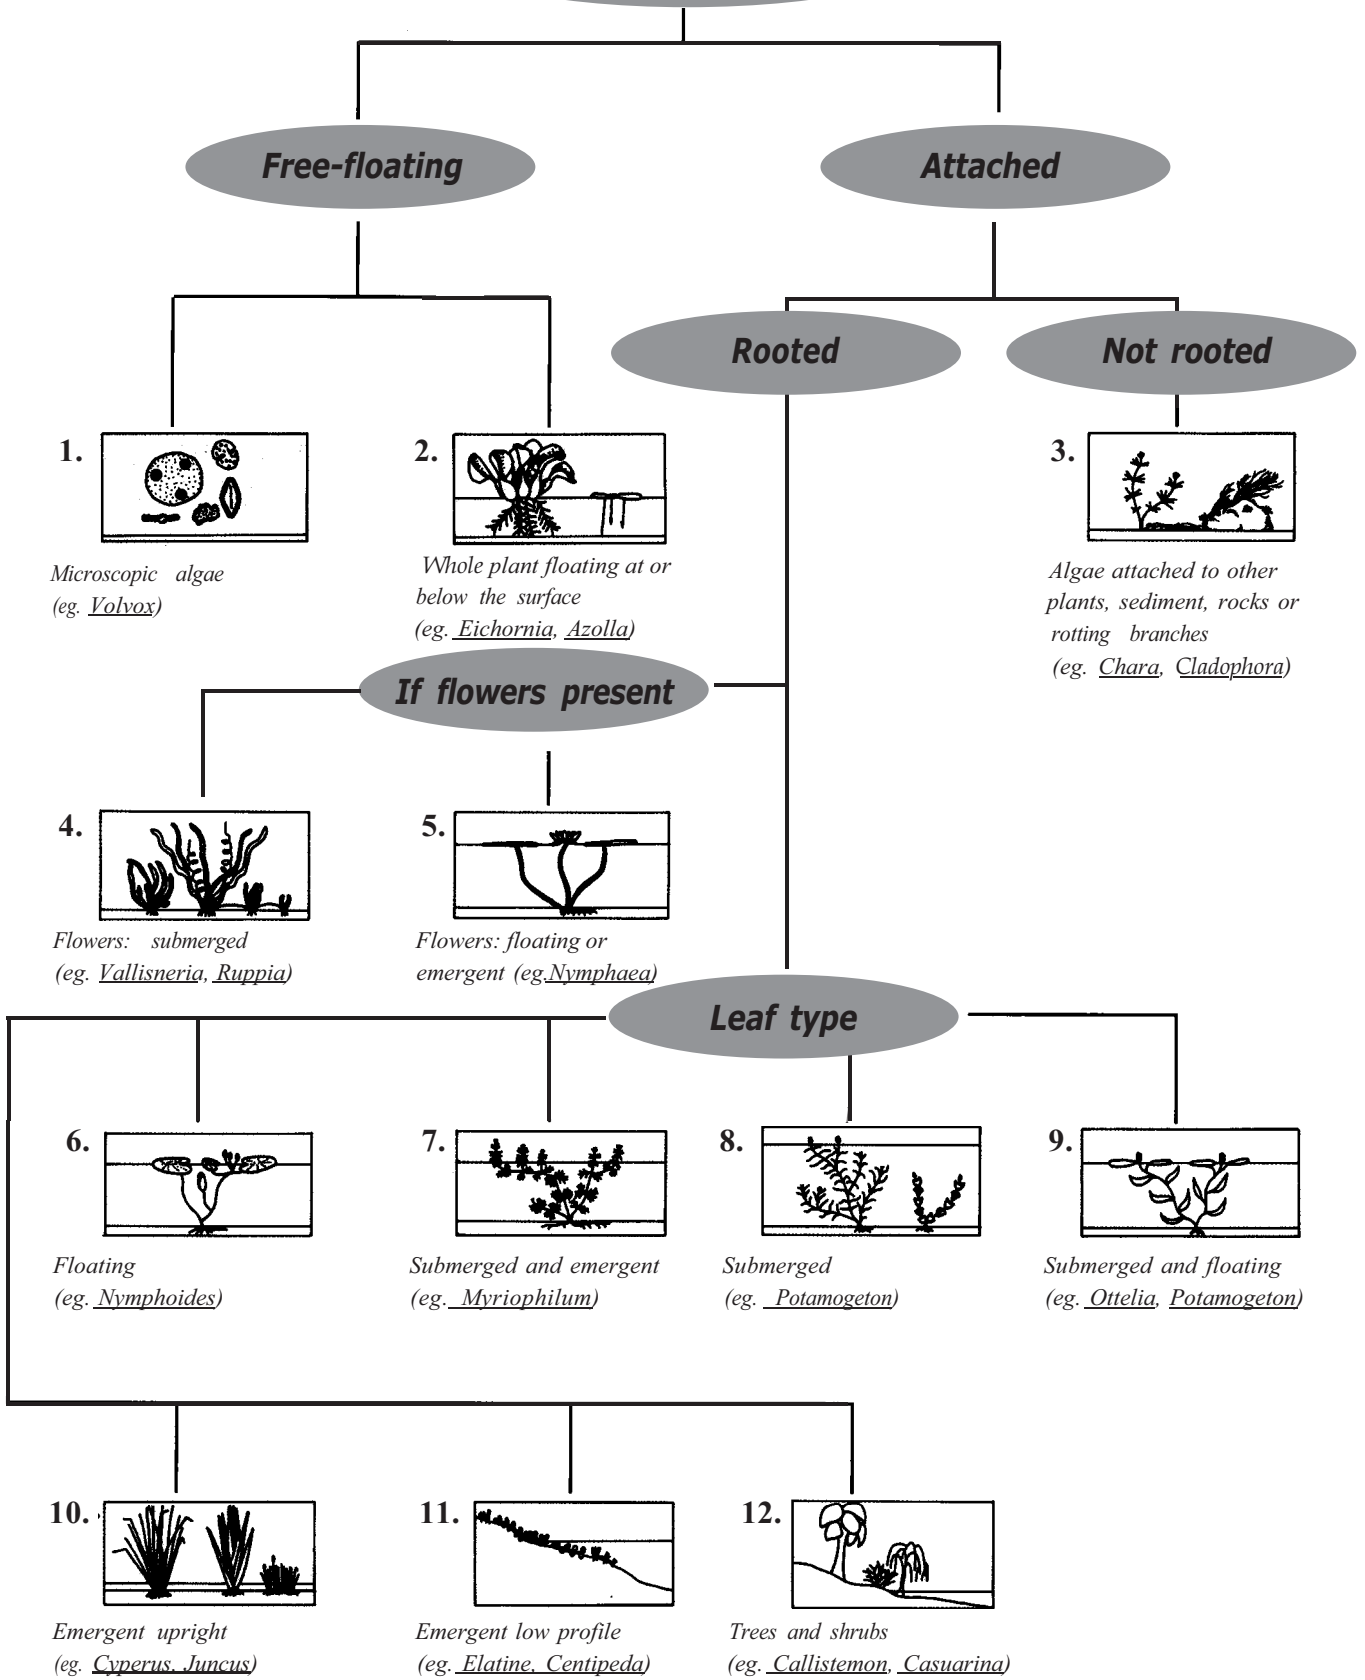 Free-floating
Attached
Rooted
Not rooted
1.
Microscopic algae
(eg. Volvox)
2.
Whole plant floating at or
below the surface
(eg. Eichornia, Azolla)
3.
Algae attached to other
plants, sediment, rocks or
rotting branches
(eg. Chara, Cladophora)
If flowers present
4.
Flowers: submerged
(eg. Vallisneria, Ruppia)
5.
Flowers: floating or
emergent (eg.Nymphaea)
Leaf type
6.
Floating
(eg. Nymphoides)
7.
Submerged and emergent
(eg. Myriophilum)
8.
Submerged
(eg. Potamogeton)
9.
Submerged and floating
(eg. Ottelia, Potamogeton)
10.
Emergent upright
(eg. Cyperus. Juncus)
11.
Emergent low profile
(eg. Elatine, Centipeda)
12.
Trees and shrubs
(eg. Callistemon, Casuarina)